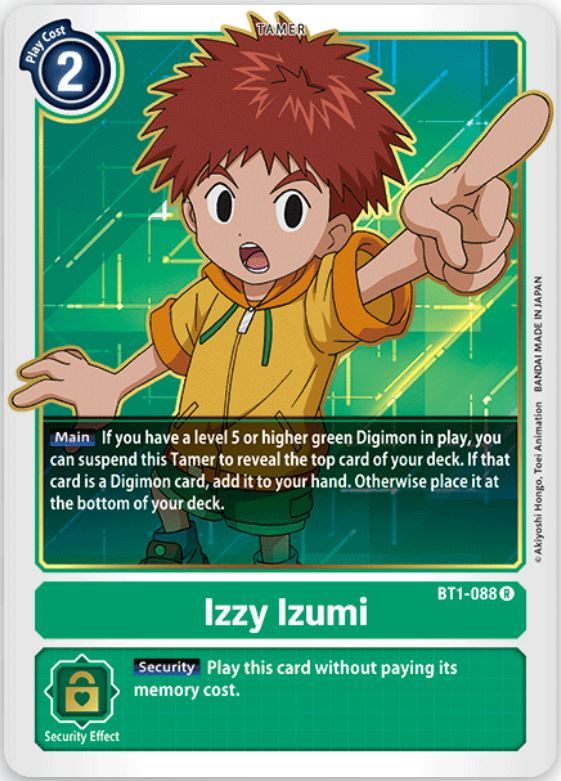 TAMER
Play Cost
2
Main If you have a level 5 or higher green Digimon in play, you
can suspend this Tamer to reveal the top card of your deck. If that
card is a Digimon card, add it to your hand. Otherwise place it at
the bottom of your deck.
©Akiyoshi Hongo, Toei Animation BANDAI MADE IN JAPAN
BT1-088 R
Izzy Izumi
Security Play this card without paying its
memory cost.
Security Effect